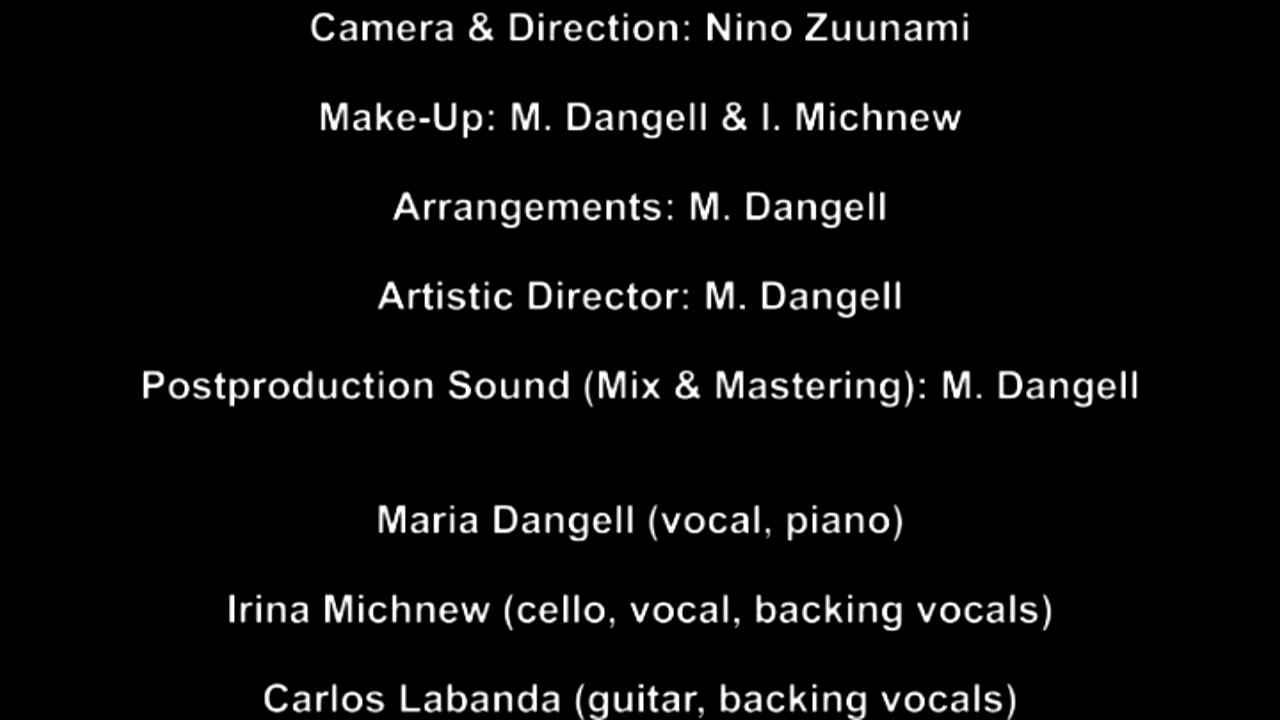 Camera & Direction: Nino Zuunami
Make-Up: M. Dangell & I. Michnew
Arrangements: M. Dangell
Artistic Director: M. Dangell
Postproduction Sound (Mix & Mastering): M. Dangell
Maria Dangell (vocal, piano)
Irina Michnew (cello, vocal, backing vocals)
Carlos Labanda (guitar, backing vocals)